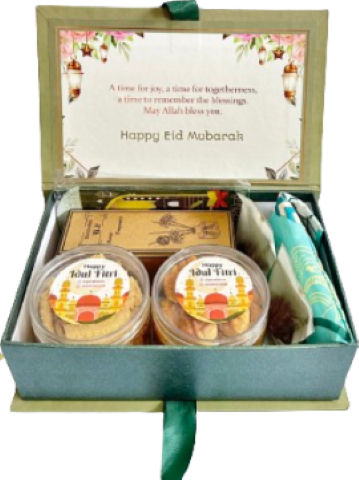 A time for joy, a time for togetherness,
a time to remember the blessings.
May Allah bless you.
Happy Eid Mubarak
Happy
Idul Fitri
Happy
Idul Fitri